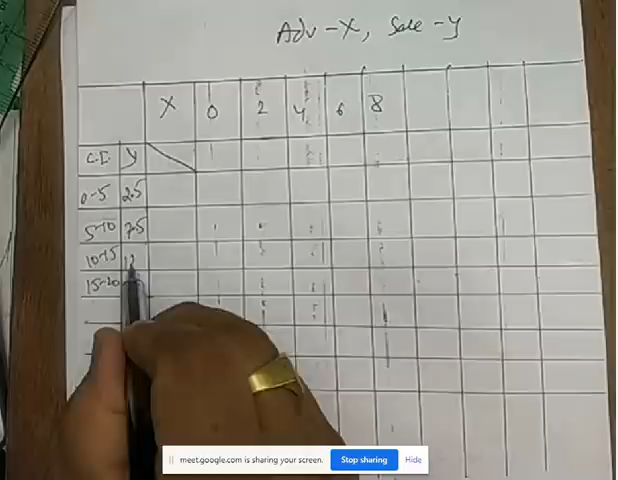 Adv - X, Sale - y
X 0 2 4 6 8
C.I. y
0-5 2.5
5-10 7.5
10-15 12
15-20
meet.google.com is sharing your screen. Stop sharing Hide